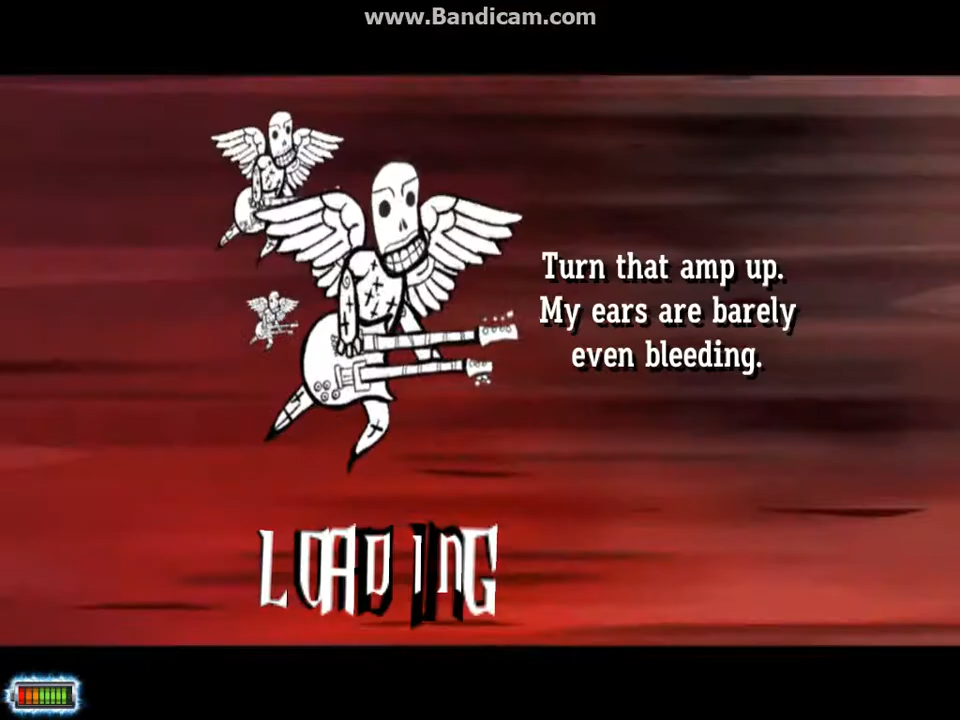 www.Bandicam.com
Turn that amp up.
My ears are barely
even bleeding.
LOADING